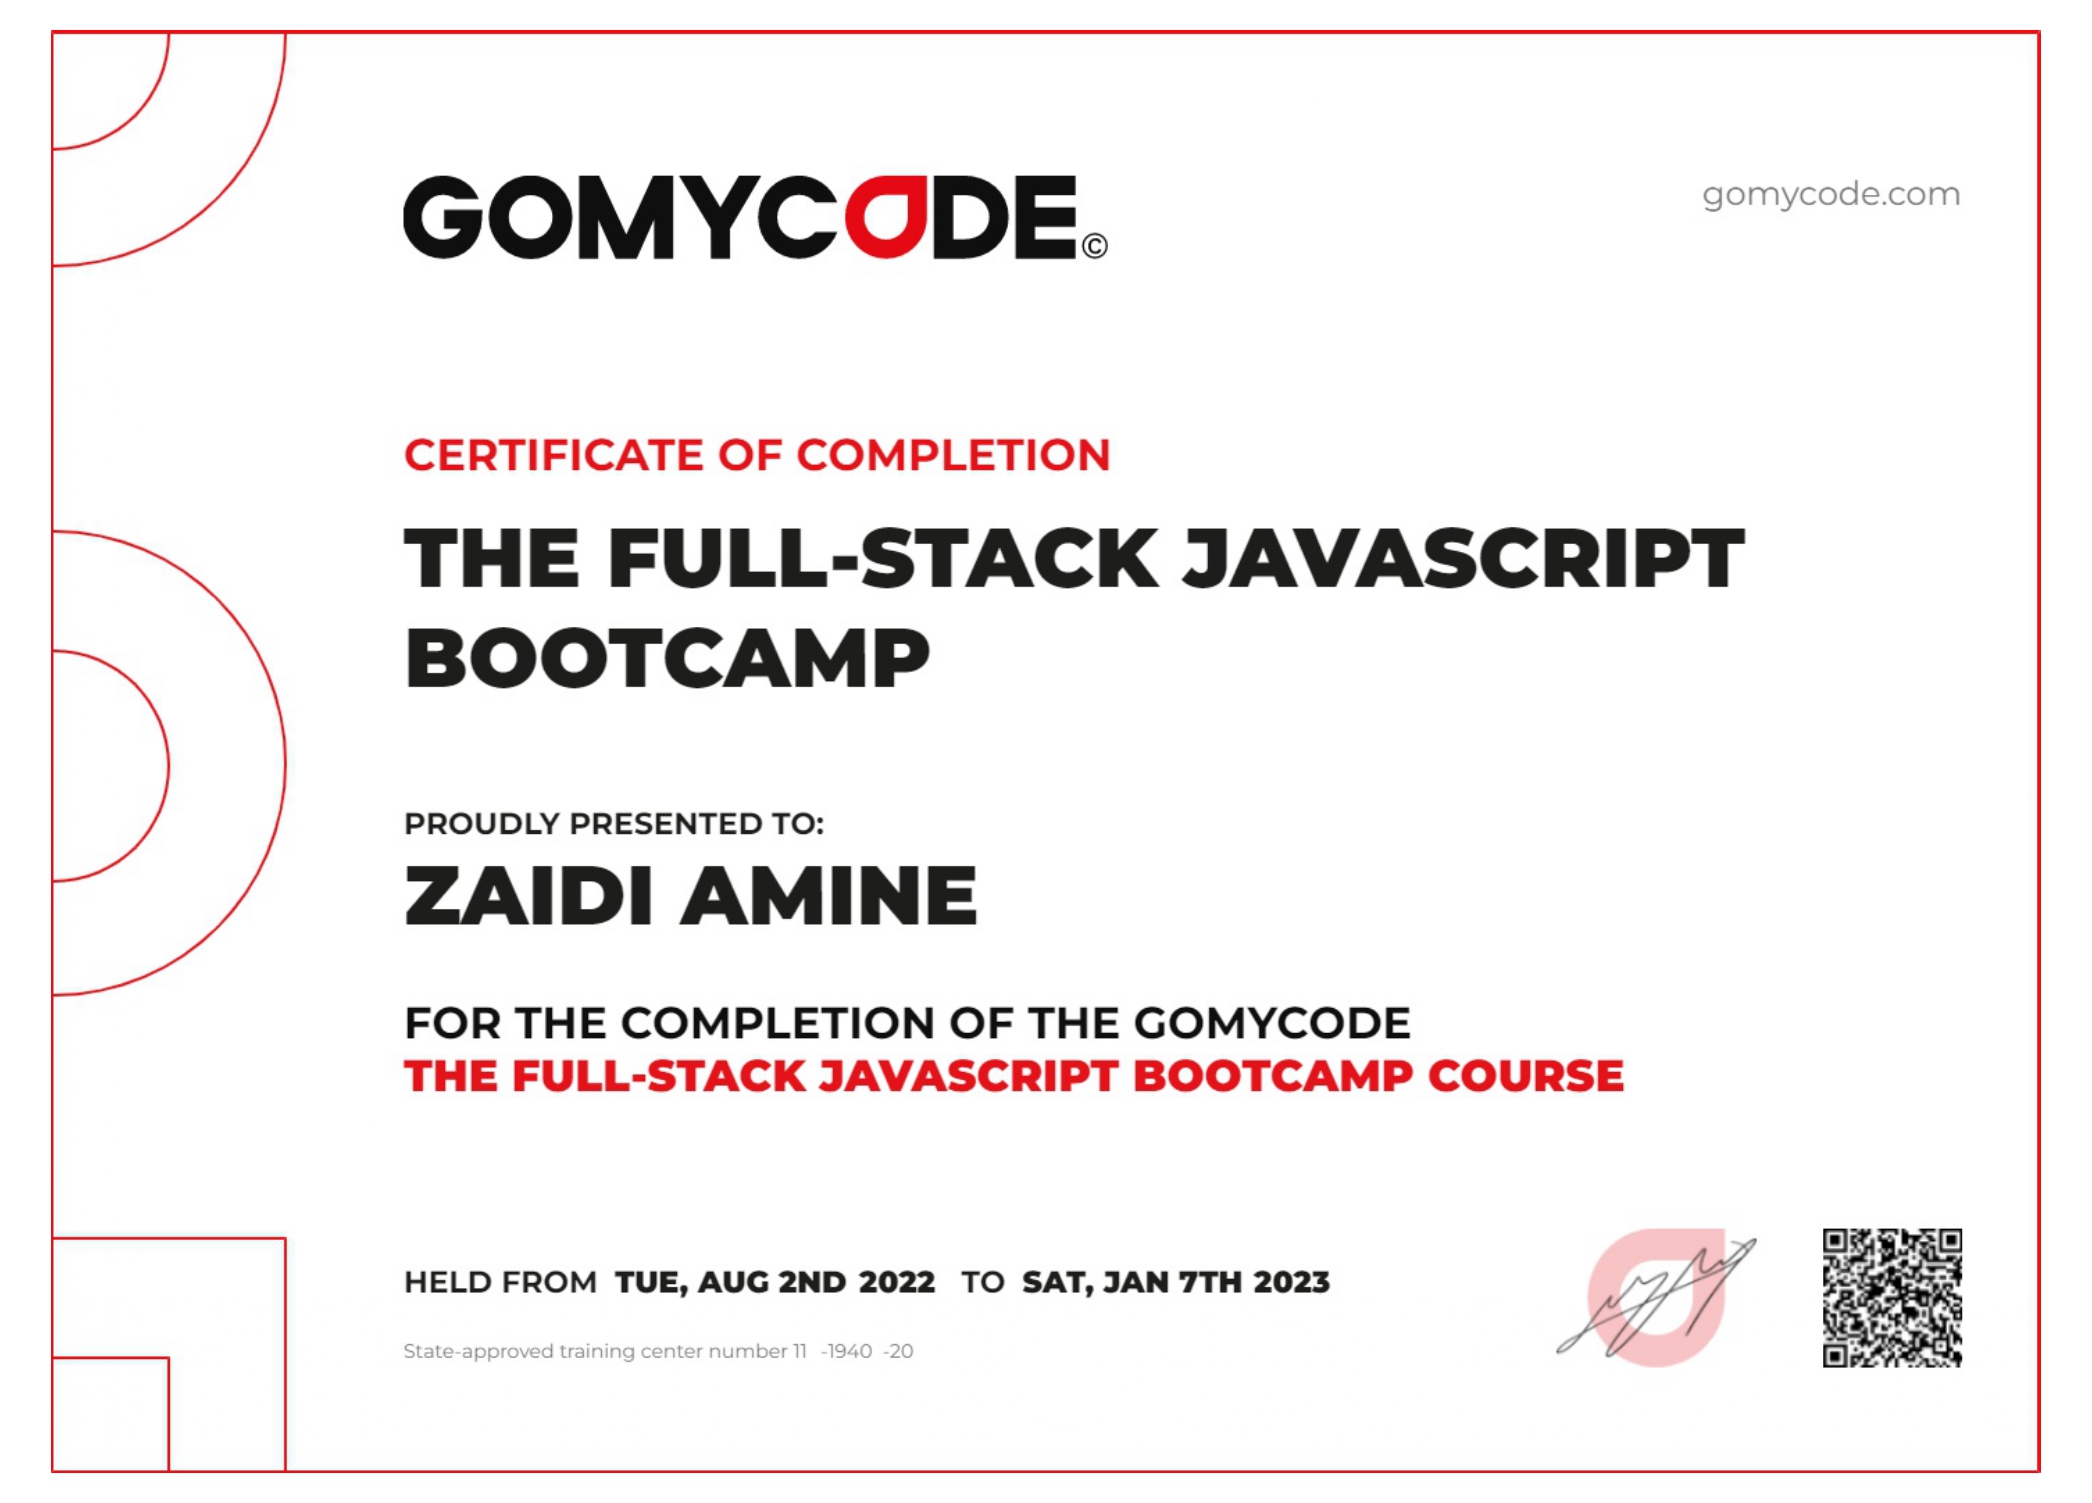 GOMYCODE©
gomycode.com
CERTIFICATE OF COMPLETION
THE FULL-STACK JAVASCRIPT
BOOTCAMP
PROUDLY PRESENTED TO:
ZAIDI AMINE
FOR THE COMPLETION OF THE GOMYCODE
THE FULL-STACK JAVASCRIPT BOOTCAMP COURSE
HELD FROM TUE, AUG 2ND 2022 TO SAT, JAN 7TH 2023
State-approved training center number 11 -1940 -20